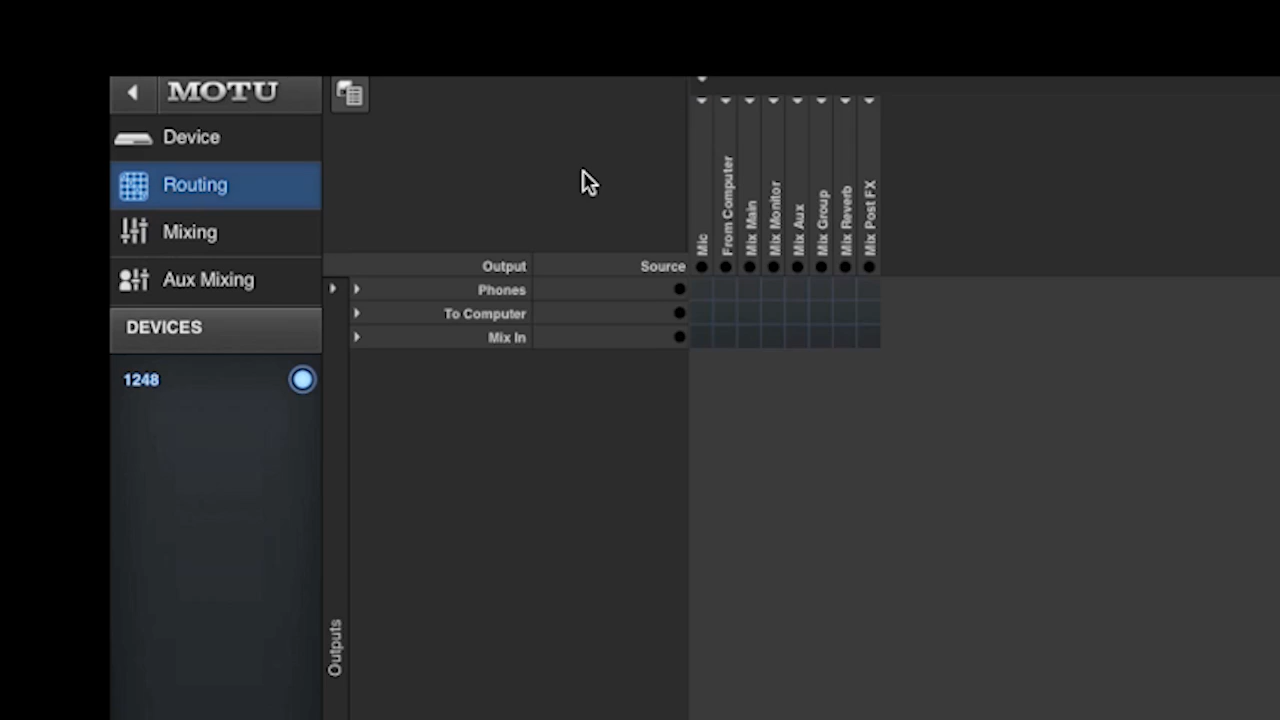 MOTU
Device
Routing
Mixing
Aux Mixing
DEVICES
1248
Mic
From Computer
Mix Main
Mix Monitor
Mix Aux
Mix Group
Mix Reverb
Mix Post FX
Output Source
Phones
To Computer
Mix In
Outputs